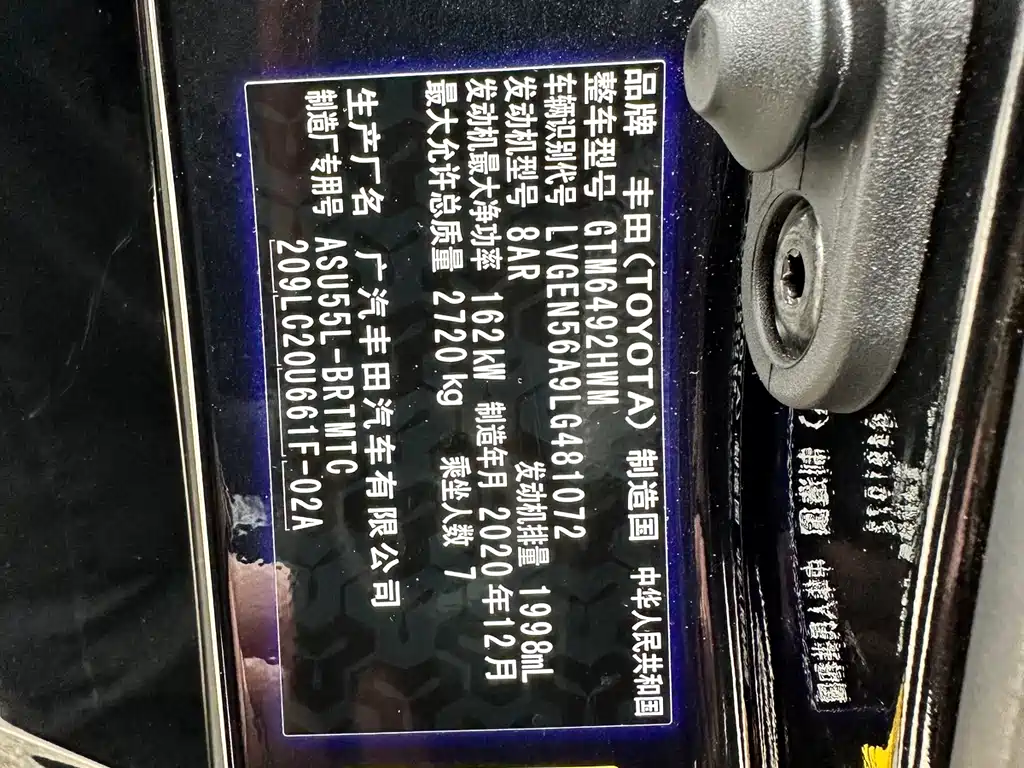 品牌 丰田(TOYOTA) 制造国 中华人民共和国
整车型号 GTM6492HWM
车辆识别代号 LVGEN56A9LG481072
发动机型号 8AR 发动机排量 1998mL
发动机最大净功率 162kW 制造年月 2020年12月
最大允许总质量 2720kg 乘坐人数 7
生产厂名 广汽丰田汽车有限公司
制造厂专用号 ASU55L-BRTMTC
209LC20U661F-02A